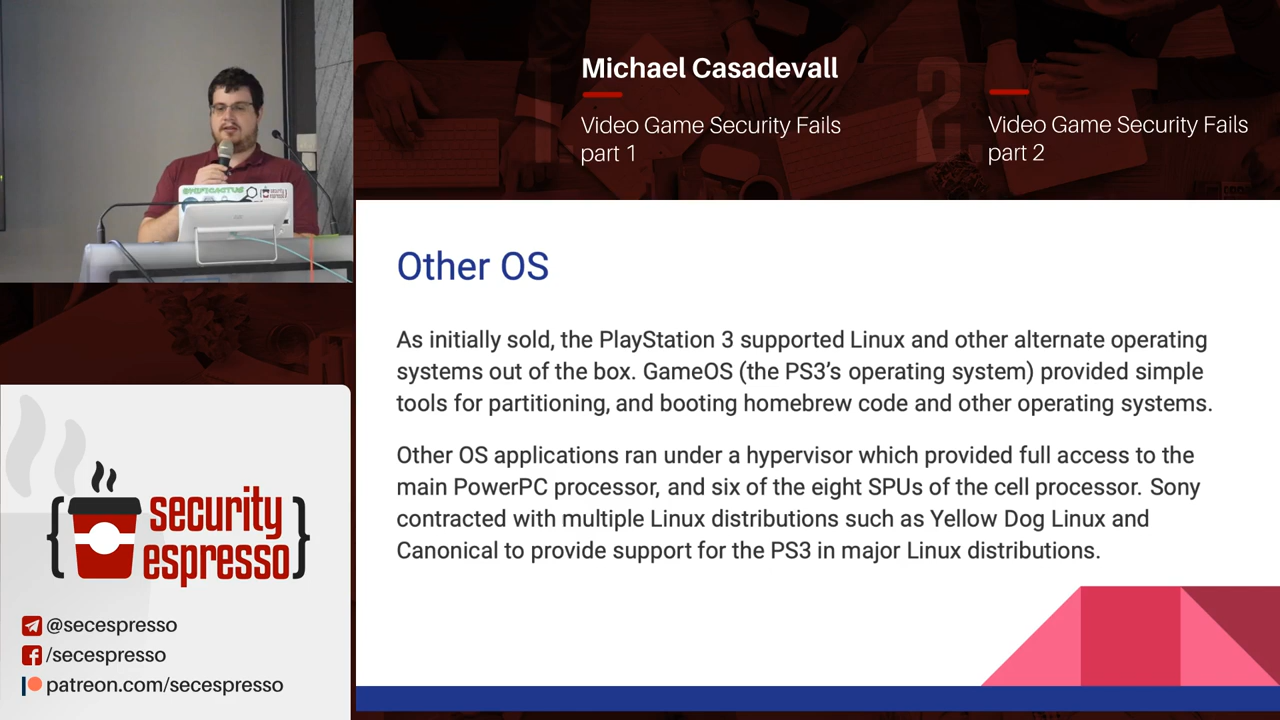 Michael Casadevall
Video Game Security Fails
part 1
Video Game Security Fails
part 2
Other OS
As initially sold, the PlayStation 3 supported Linux and other alternate operating
systems out of the box. GameOS (the PS3’s operating system) provided simple
tools for partitioning, and booting homebrew code and other operating systems.
Other OS applications ran under a hypervisor which provided full access to the
main PowerPC processor, and six of the eight SPUs of the cell processor. Sony
contracted with multiple Linux distributions such as Yellow Dog Linux and
Canonical to provide support for the PS3 in major Linux distributions.
security
espresso
@secespresso
/secespresso
patreon.com/secespresso
1
2
security
espresso